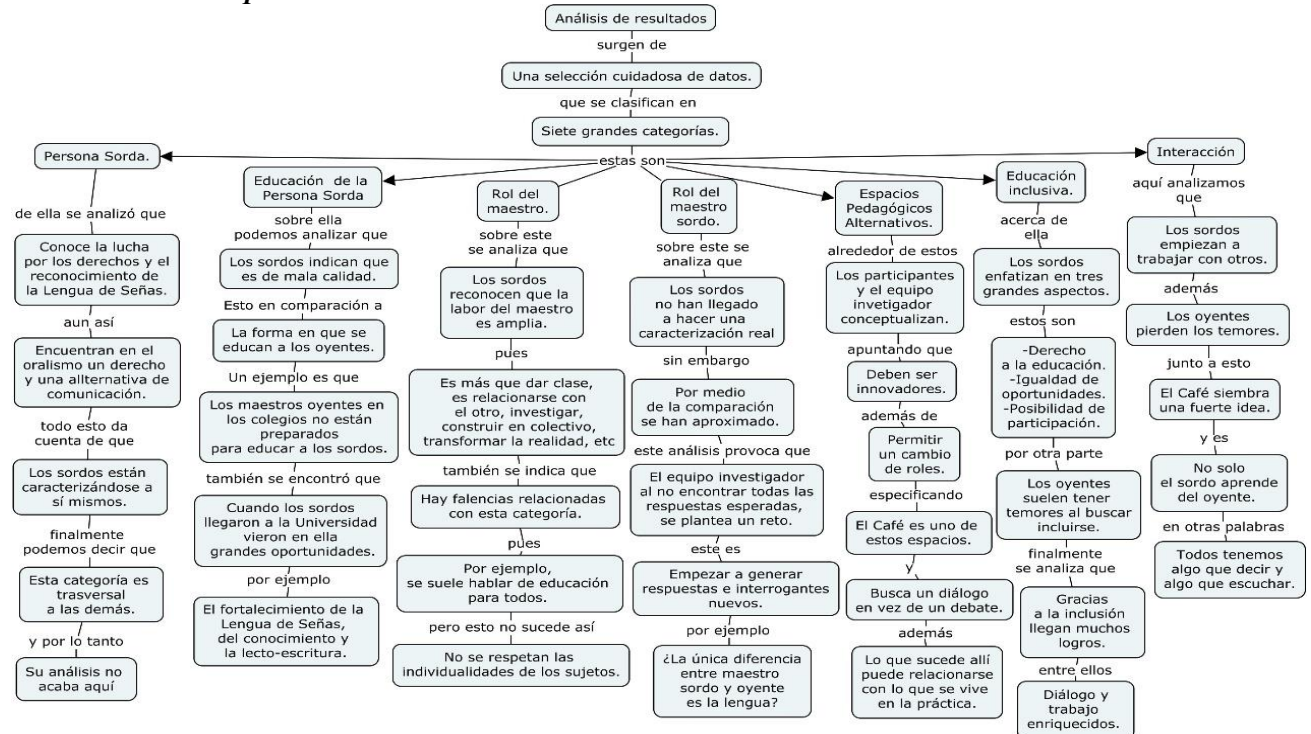 Análisis de resultados
surgen de
Una selección cuidadosa de datos.
que se clasifican en
Siete grandes categorías.
estas son
Persona Sorda.
de ella se analizó que
Conoce la lucha
por los derechos y el
reconocimiento de
la Lengua de Señas.
aun así
Encuentran en el
oralismo un derecho
y una allternativa de
comunicación.
todo esto da
cuenta de que
Los sordos están
caracterizándose a
sí mismos.
finalmente
podemos decir que
Esta categoría es
trasversal
a las demás.
y por lo tanto
Su análisis no
acaba aquí
Educación de la
Persona Sorda
sobre ella
podemos analizar que
Los sordos indican que
es de mala calidad.
Esto en comparación a
La forma en que se
educan a los oyentes.
Un ejemplo es que
Los maestros oyentes en
los colegios no están
preparados
para educar a los sordos.
también se encontró que
Cuando los sordos
llegaron a la Universidad
vieron en ella
grandes oportunidades.
por ejemplo
El fortalecimiento de la
Lengua de Señas,
del conocimiento y
la lecto-escritura.
Rol del
maestro.
sobre este
se analiza que
Los sordos
reconocen que la
labor del maestro
es amplia.
pues
Es más que dar clase,
es relacionarse con
el otro, investigar,
construir en colectivo,
transformar la realidad, etc
también se indica que
Hay falencias relacionadas
con esta categoría.
pues
Por ejemplo,
se suele hablar de educación
para todos.
pero esto no sucede así
No se respetan las
individualidades de los sujetos.
Rol del
maestro
sordo.
sobre este se
analiza que
Los sordos
no han llegado
a hacer una
caracterización real
sin embargo
Por medio
de la comparación
se han aproximado.
este análisis provoca que
El equipo investigador
al no encontrar todas las
respuestas esperadas,
se plantea un reto.
este es
Empezar a generar
respuestas e interrogantes
nuevos.
por ejemplo
¿La única diferencia
entre maestro
sordo y oyente
es la lengua?
Espacios
Pedagógicos
Alternativos.
alrededor de estos
Los participantes
y el equipo
invetigador
conceptualizan.
apuntando que
Deben ser
innovadores.
además de
Permitir
un cambio
de roles.
especificando
El Café es uno de
estos espacios.
y
Busca un diálogo
en vez de un debate.
además
Lo que sucede allí
puede relacionarse
con lo que se vive
en la práctica.
Educación
inclusiva.
acerca de
ella
Los sordos
enfatizan en tres
grandes aspectos.
estos son
-Derecho
a la educación.
-Igualdad de
oportunidades.
-Posibilidad de
participación.
por otra parte
Los oyentes
suelen tener
temores al buscar
incluirse.
finalmente
se analiza que
Gracias
a la inclusión
llegan muchos
logros.
entre ellos
Diálogo y
trabajo
enriquecidos.
Interacción
aquí analizamos
que
Los sordos
empiezan a
trabajar con otros.
además
Los oyentes
pierden los temores.
junto a esto
El Café siembra
una fuerte idea.
y es
No solo
el sordo aprende
del oyente.
en otras palabras
Todos tenemos
algo que decir y
algo que escuchar.